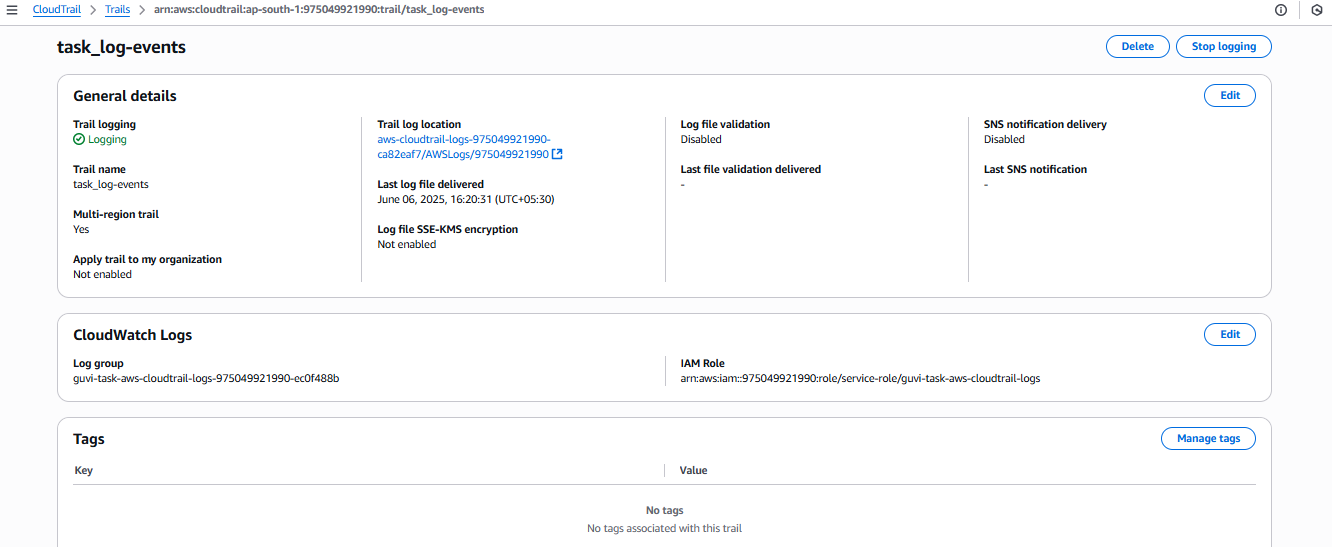 CloudTrail > Trails > arn:aws:cloudtrail:ap-south-1:975049921990:trail/task_log-events
task_log-events
Delete
Stop logging
General details
Edit
Trail logging
Logging
Trail name
task_log-events
Multi-region trail
Yes
Apply trail to my organization
Not enabled
Trail log location
aws-cloudtrail-logs-975049921990-
ca82eaf7/AWSLogs/975049921990
Last log file delivered
June 06, 2025, 16:20:31 (UTC+05:30)
Log file SSE-KMS encryption
Not enabled
Log file validation
Disabled
Last file validation delivered
-
SNS notification delivery
Disabled
Last SNS notification
-
CloudWatch Logs
Edit
Log group
guvi-task-aws-cloudtrail-logs-975049921990-ec0f488b
IAM Role
arn:aws:iam::975049921990:role/service-role/guvi-task-aws-cloudtrail-logs
Tags
Manage tags
Key
Value
No tags
No tags associated with this trail